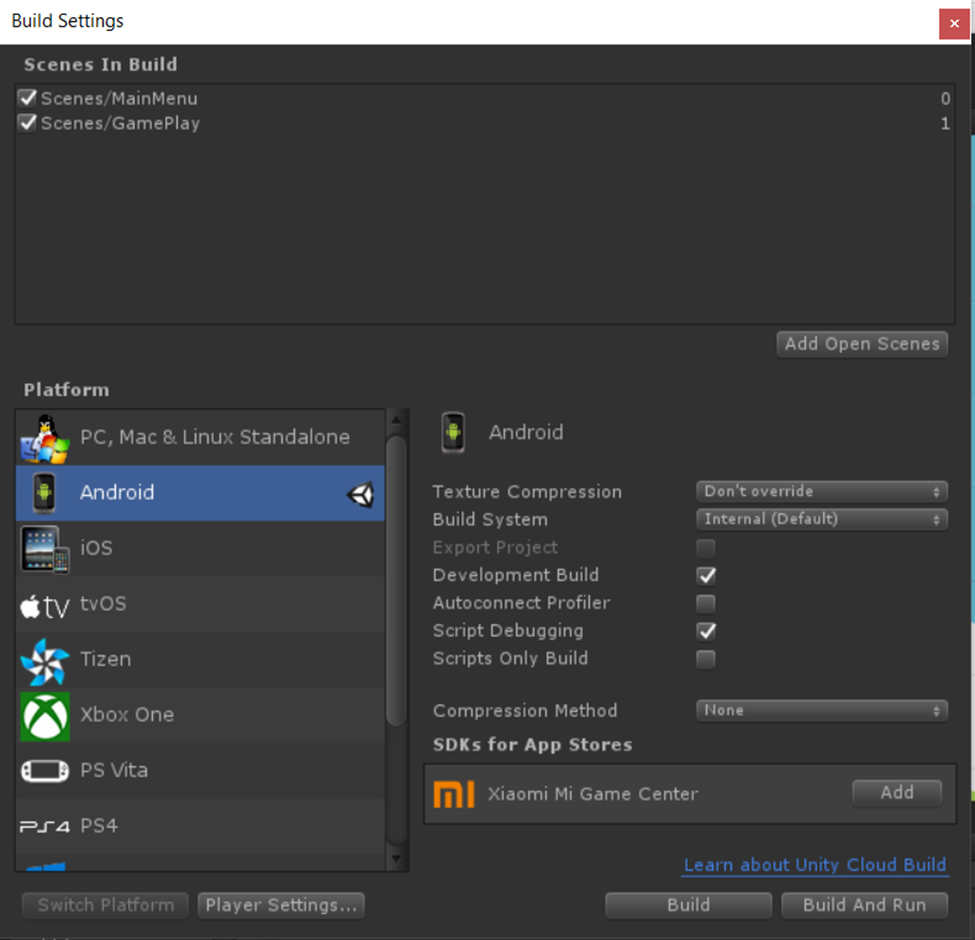 Build Settings
Scenes In Build
Scenes/MainMenu 0
Scenes/GamePlay 1
Add Open Scenes
Platform
PC, Mac & Linux Standalone
Android
iOS
tv tvOS
Tizen
Xbox One
PS Vita
PS4 PS4
Android
Texture Compression Don't override
Build System Internal (Default)
Export Project
Development Build
Autoconnect Profiler
Script Debugging
Scripts Only Build
Compression Method None
SDKs for App Stores
MI Xiaomi Mi Game Center Add
Learn about Unity Cloud Build
Switch Platform Player Settings... Build Build And Run